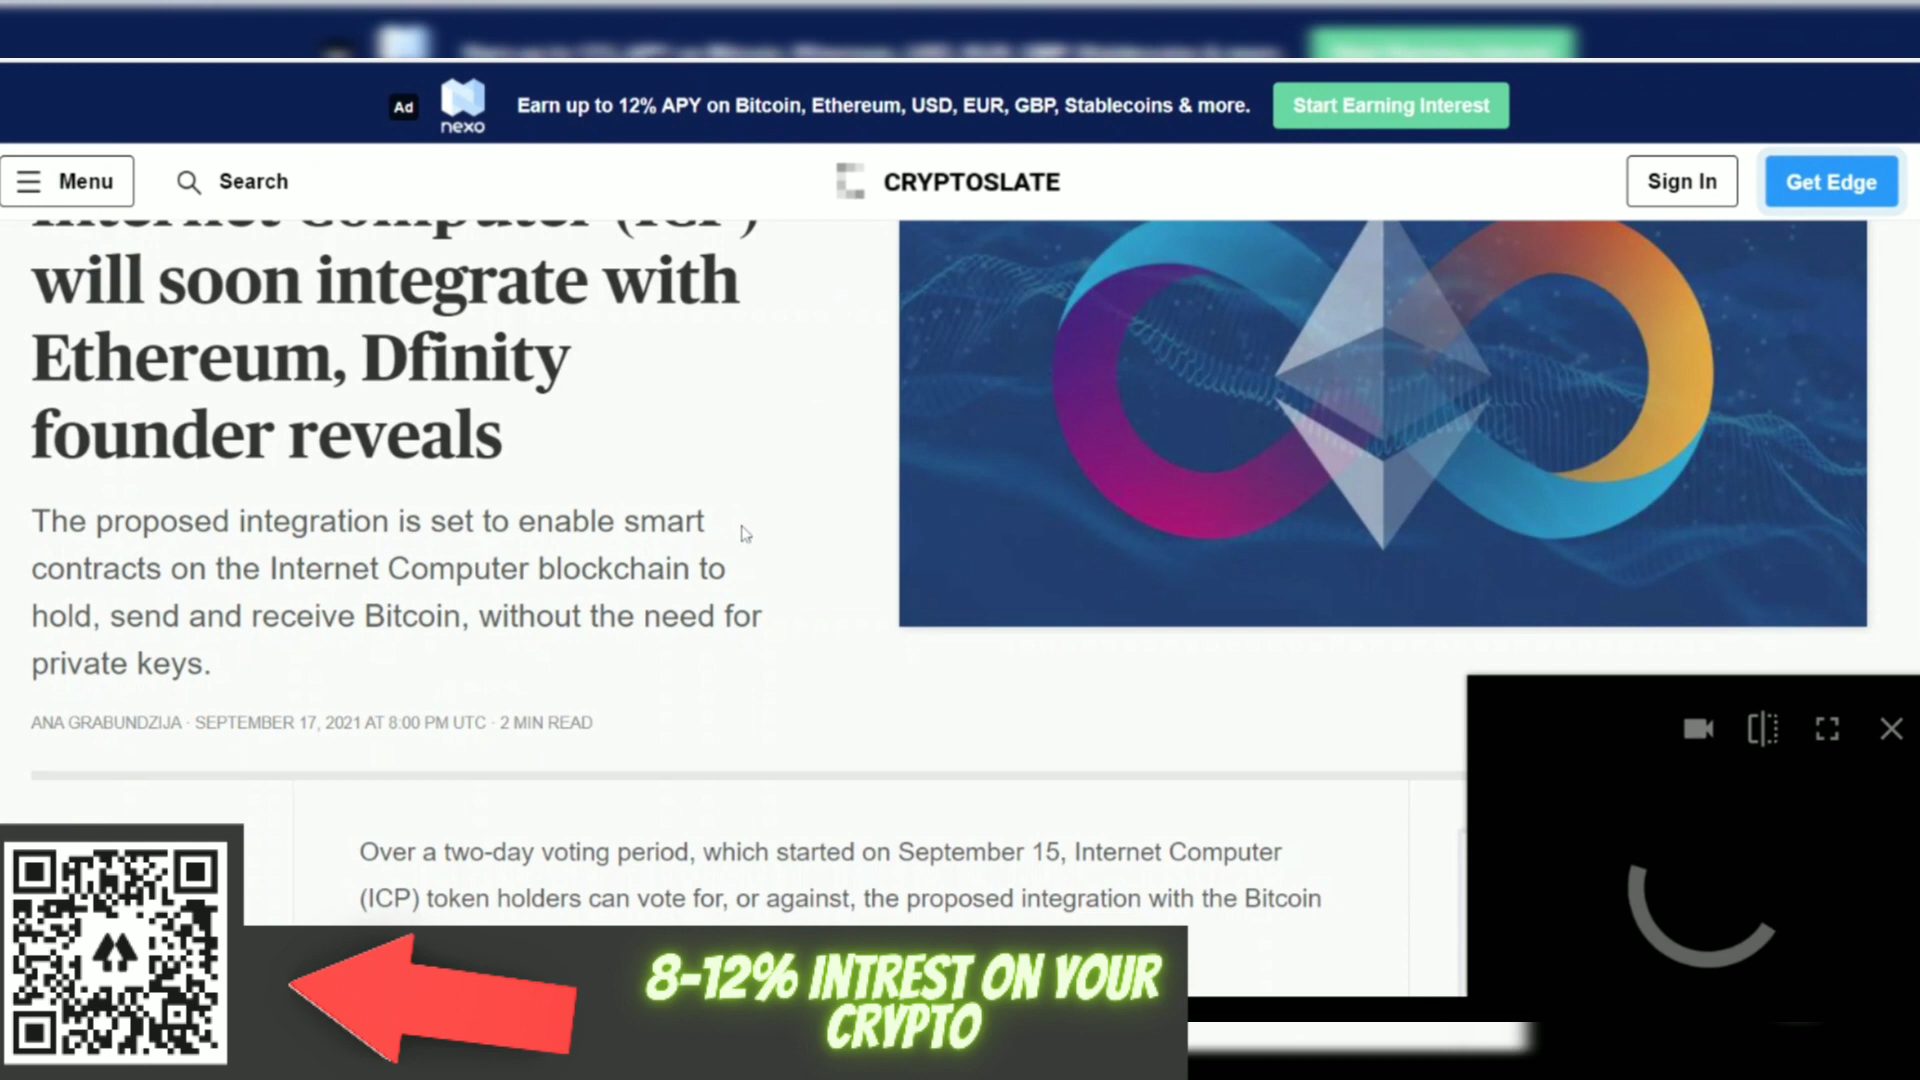 Ad
nexo
Earn up to 12% APY on Bitcoin, Ethereum, USD, EUR, GBP, Stablecoins & more.
Start Earning Interest
Menu
Search
CRYPTOSLATE
Sign In
Get Edge
Internet Computer (ICP)
will soon integrate with
Ethereum, Dfinity
founder reveals
The proposed integration is set to enable smart
contracts on the Internet Computer blockchain to
hold, send and receive Bitcoin, without the need for
private keys.
ANA GRABUNDZIJA · SEPTEMBER 17, 2021 AT 8:00 PM UTC · 2 MIN READ
Over a two-day voting period, which started on September 15, Internet Computer
(ICP) token holders can vote for, or against, the proposed integration with the Bitcoin
8-12% INTREST ON YOUR
CRYPTO